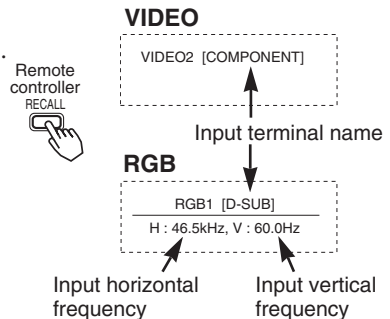 VIDEO
VIDEO2 [COMPONENT]
Remote
controller
RECALL
Input terminal name
RGB
RGB1 [D-SUB]
H : 46.5kHz, V : 60.0Hz
Input horizontal
frequency
Input vertical
frequency